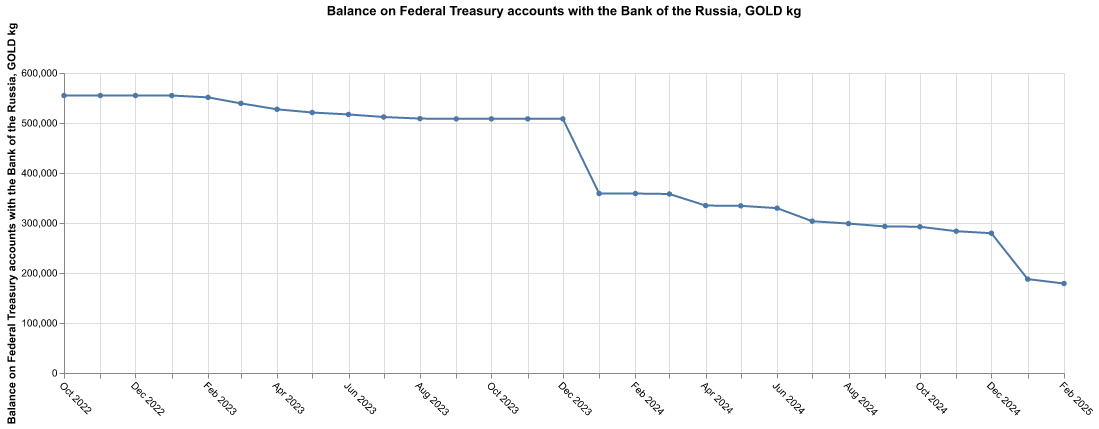 Balance on Federal Treasury accounts with the Bank of the Russia, GOLD kg
Balance on Federal Treasury accounts with the Bank of the Russia, GOLD kg
600,000
500,000
400,000
300,000
200,000
100,000
0
Oct 2022
Dec 2022
Feb 2023
Apr 2023
Jun 2023
Aug 2023
Oct 2023
Dec 2023
Feb 2024
Apr 2024
Jun 2024
Aug 2024
Oct 2024
Dec 2024
Feb 2025